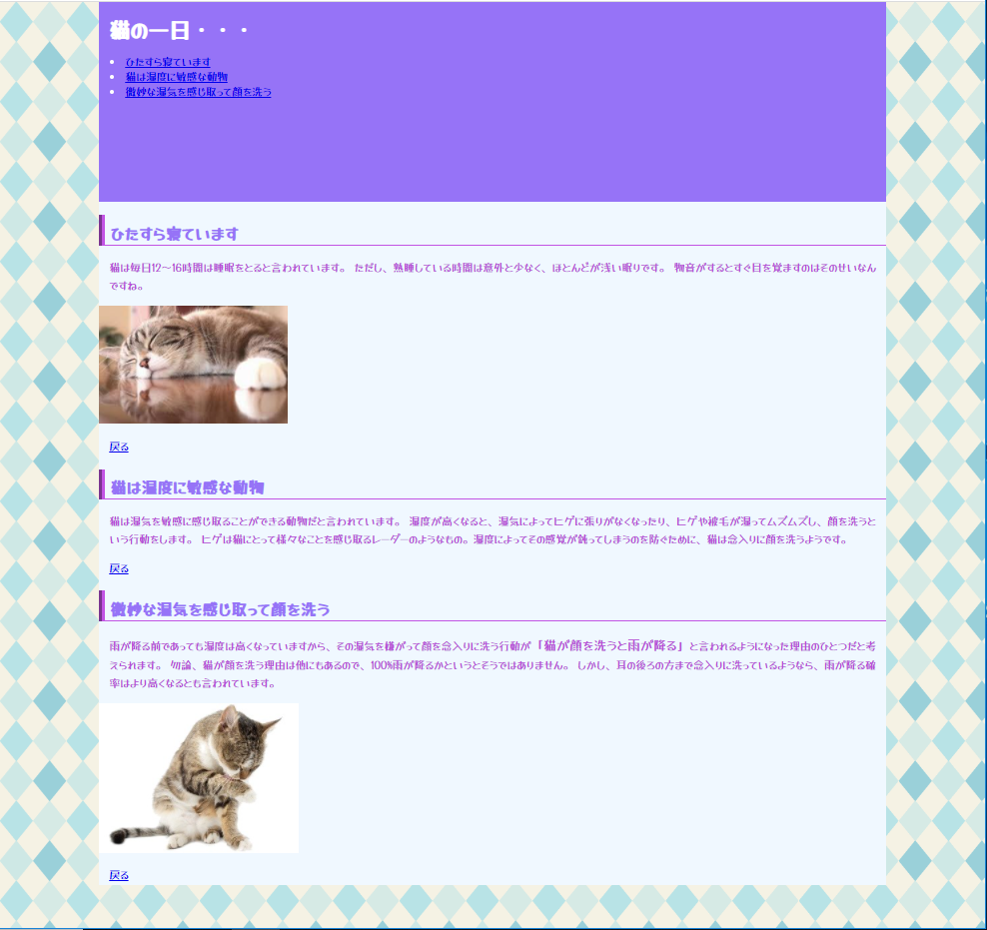 猫の一日・・・
ひたすら寝ています
猫は湿度に敏感な動物
微妙な湿気を感じ取って顔を洗う
ひたすら寝ています
猫は毎日12～16時間は睡眠をとると言われています。 ただし、熟睡している時間は意外と少なく、ほとんどが浅い眠りです。 物音がするとすぐ目を覚ますのはそのせいなん
ですね。
戻る
猫は湿度に敏感な動物
猫は湿気を敏感に感じ取ることができる動物だと言われています。 湿度が高くなると、湿気によってヒゲに張りがなくなったり、ヒゲや被毛が湿ってムズムズし、顔を洗うと
いう行動をします。 ヒゲは猫にとって様々なことを感じ取るレーダーのようなもの。湿度によってその感覚が鈍ってしまうのを防ぐために、猫は念入りに顔を洗うようです。
戻る
微妙な湿気を感じ取って顔を洗う
雨が降る前であっても湿度は高くなっていますから、その湿気を嫌がって顔を念入りに洗う行動が「猫が顔を洗うと雨が降る」と言われるようになった理由のひとつだと考
えられます。 勿論、猫が顔を洗う理由は他にもあるので、100%雨が降るかというとそうではありません。 しかし、耳の後ろの方まで念入りに洗っているようなら、雨が降る確
率はより高くなるとも言われています。
戻る